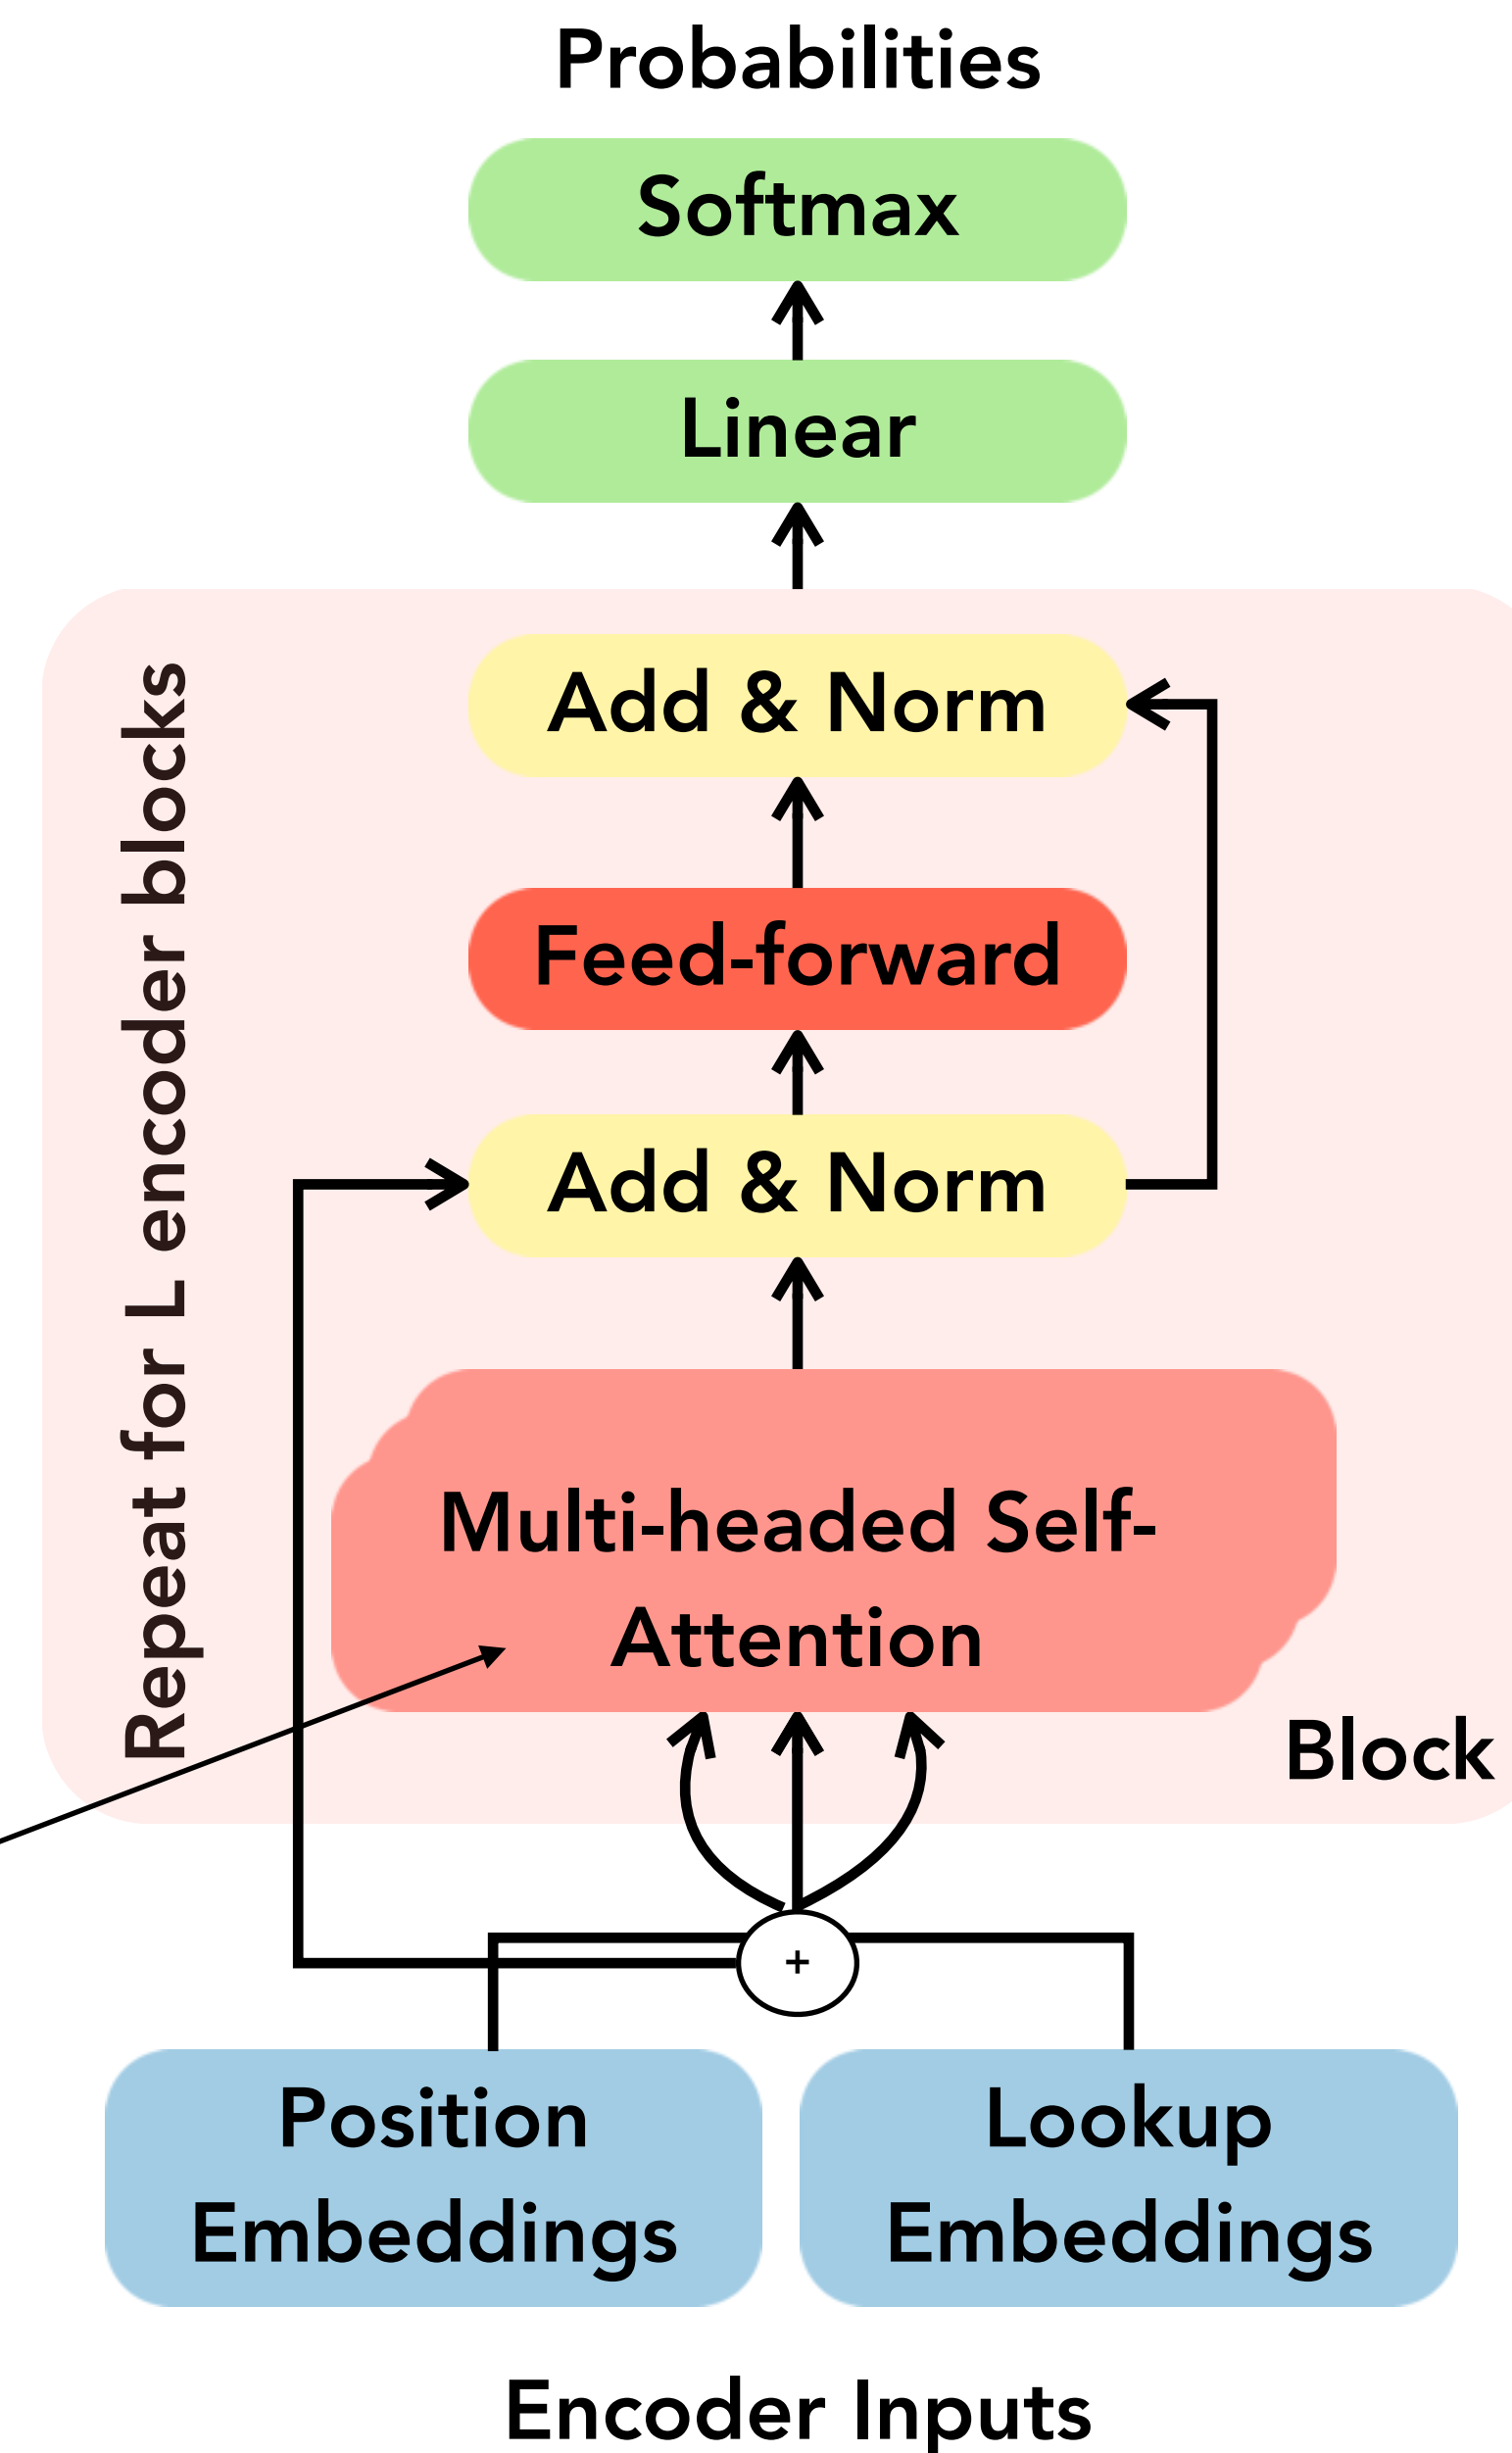 Probabilities
Softmax
Linear
Add & Norm
Feed-forward
Add & Norm
Repeat for L encoder blocks
Multi-headed Self-
Attention
Block
+
Position
Embeddings
Lookup
Embeddings
Encoder Inputs